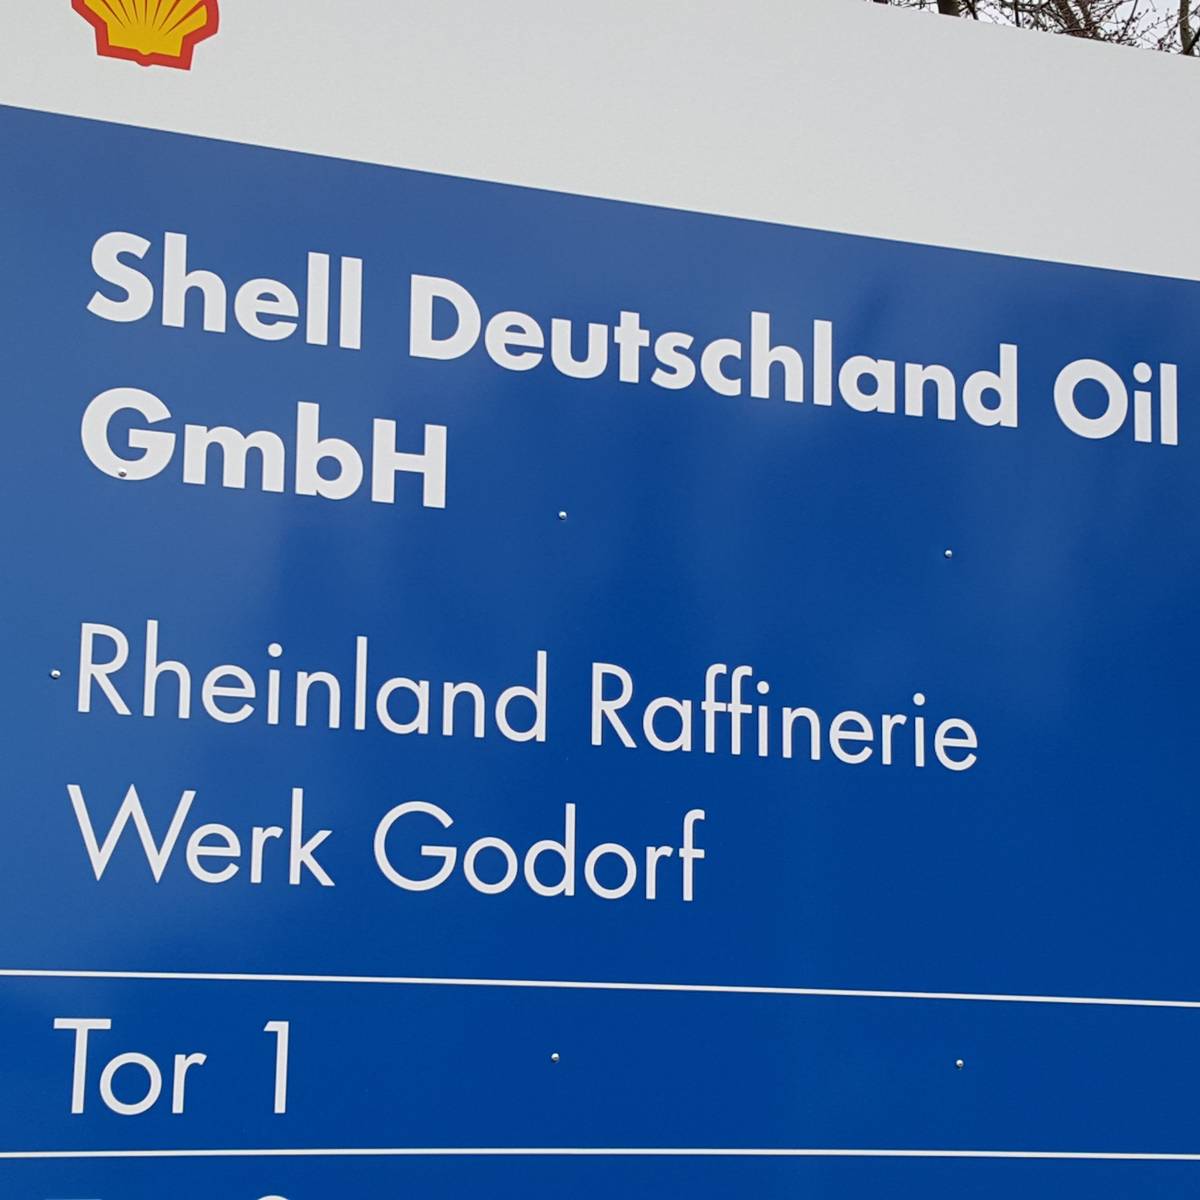 Shell Deutschland Oil
GmbH
Rheinland Raffinerie
Werk Godorf
Tor 1